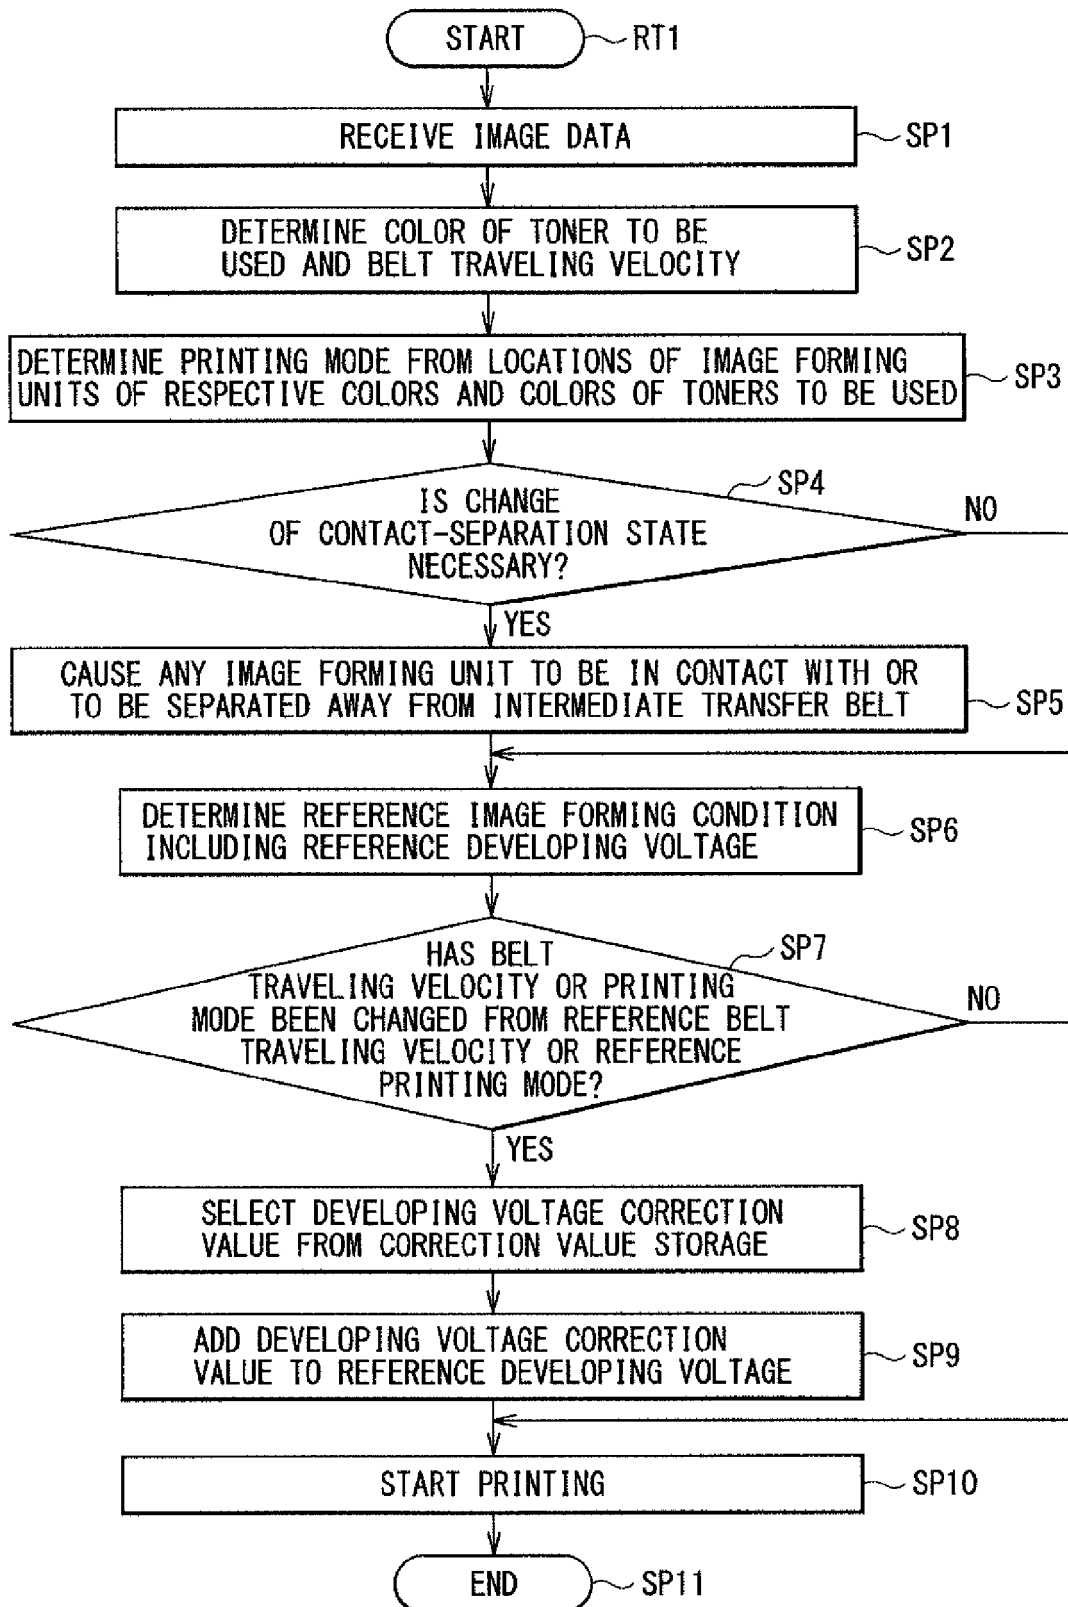 START
RT1
RECEIVE IMAGE DATA
SP1
DETERMINE COLOR OF TONER TO BE
USED AND BELT TRAVELING VELOCITY
SP2
DETERMINE PRINTING MODE FROM LOCATIONS OF IMAGE FORMING
UNITS OF RESPECTIVE COLORS AND COLORS OF TONERS TO BE USED
SP3
SP4
IS CHANGE
OF CONTACT-SEPARATION STATE
NECESSARY?
NO
YES
CAUSE ANY IMAGE FORMING UNIT TO BE IN CONTACT WITH OR
TO BE SEPARATED AWAY FROM INTERMEDIATE TRANSFER BELT
SP5
DETERMINE REFERENCE IMAGE FORMING CONDITION
INCLUDING REFERENCE DEVELOPING VOLTAGE
SP6
SP7
HAS BELT
TRAVELING VELOCITY OR PRINTING
MODE BEEN CHANGED FROM REFERENCE BELT
TRAVELING VELOCITY OR REFERENCE
PRINTING MODE?
NO
YES
SELECT DEVELOPING VOLTAGE CORRECTION
VALUE FROM CORRECTION VALUE STORAGE
SP8
ADD DEVELOPING VOLTAGE CORRECTION
VALUE TO REFERENCE DEVELOPING VOLTAGE
SP9
START PRINTING
SP10
END
SP11